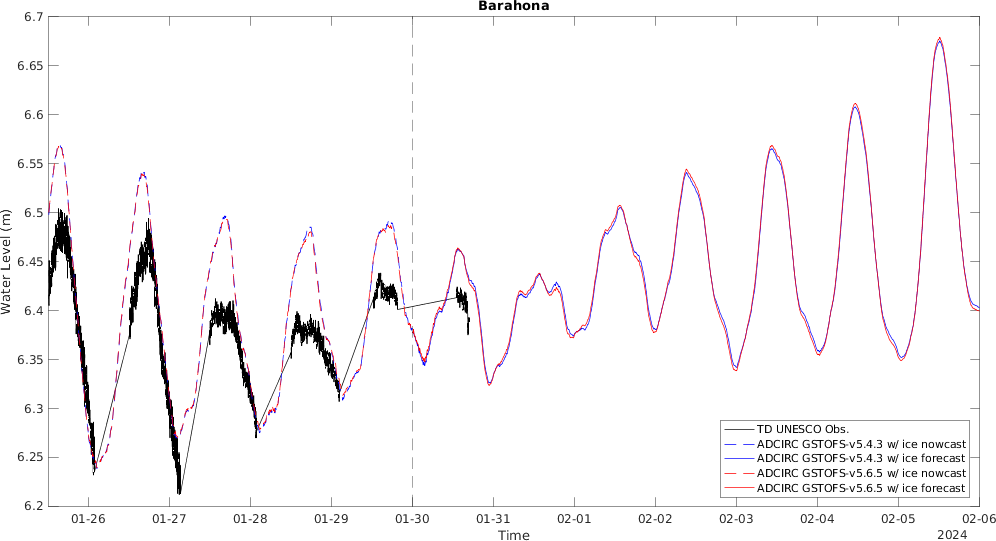 Barahona
6.7
6.65
6.6
6.55
6.5
6.45
6.4
6.35
6.3
6.25
6.2
Water Level (m)
TD UNESCO Obs.
ADCIRC GSTOFS-v5.4.3 w/ ice nowcast
ADCIRC GSTOFS-v5.4.3 w/ ice forecast
ADCIRC GSTOFS-v5.6.5 w/ ice nowcast
ADCIRC GSTOFS-v5.6.5 w/ ice forecast
01-26 01-27 01-28 01-29 01-30 01-31 02-01 02-02 02-03 02-04 02-05 02-06
Time
2024